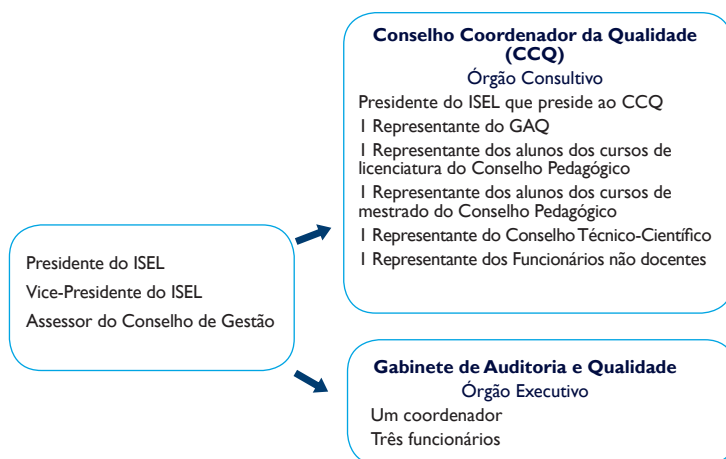 Conselho Coordenador da Qualidade
(CCQ)
Órgão Consultivo
Presidente do ISEL que preside ao CCQ
1 Representante do GAQ
1 Representante dos alunos dos cursos de
licenciatura do Conselho Pedagógico
1 Representante dos alunos dos cursos de
mestrado do Conselho Pedagógico
1 Representante do Conselho Técnico-Científico
1 Representante dos Funcionários não docentes
Presidente do ISEL
Vice-Presidente do ISEL
Assessor do Conselho de Gestão
Gabinete de Auditoria e Qualidade
Órgão Executivo
Um coordenador
Três funcionários